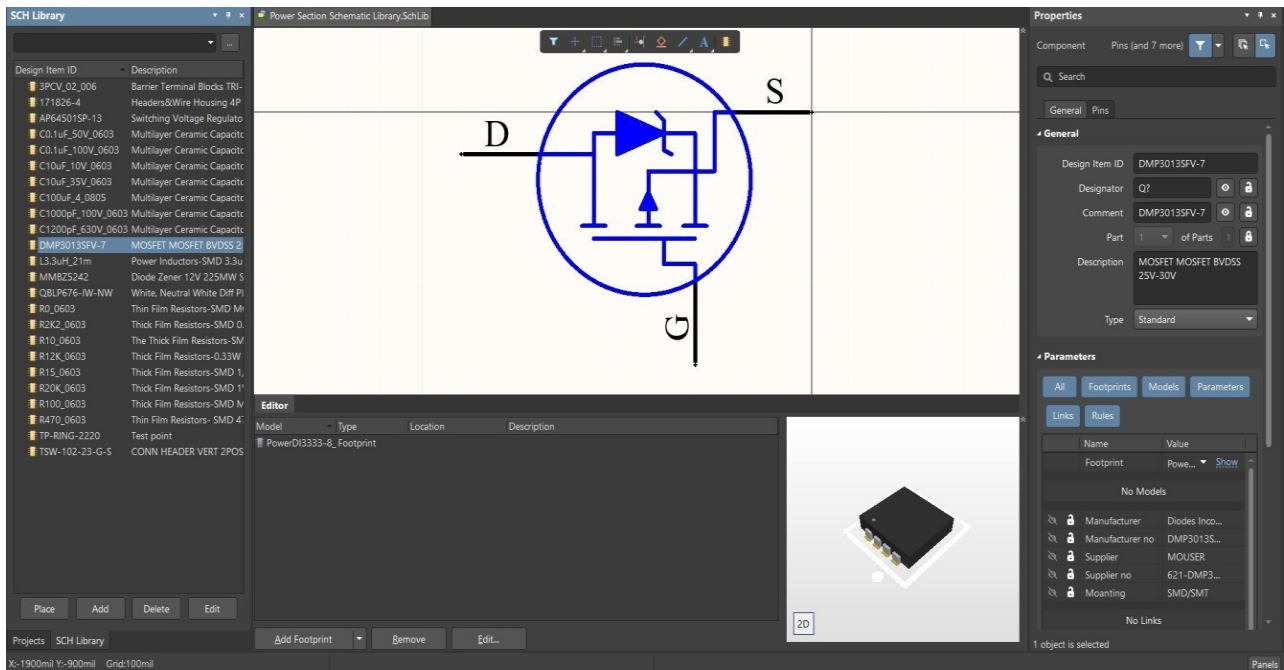 SCH Library
Power Section Schematic Library.SchLib
Properties
...
Component Pins (and 7 more)
Search
Design Item ID Description
3PCV_02_006 Barrier Terminal Blocks TRI-
171826-4 Headers&Wire Housing 4P
AP64501SP-13 Switching Voltage Regulato
C0.1uF_50V_0603 Multilayer Ceramic Capacitc
C0.1uF_100V_0603 Multilayer Ceramic Capacitc
C10uF_10V_0603 Multilayer Ceramic Capacitc
C10uF_35V_0603 Multilayer Ceramic Capacitc
C100uF_4_0805 Multilayer Ceramic Capacitc
C1000pF_100V_0603 Multilayer Ceramic Capacitc
C1200pF_630V_0603 Multilayer Ceramic Capacitc
DMP3013SFV-7 MOSFET MOSFET BVDSS 2
L3.3uH_21m Power Inductors-SMD 3.3u
MMBZ5242 Diode Zener 12V 225MW S
QBLP676-IW-NW White, Neutral White Diff Pl
R0_0603 Thin Film Resistors-SMD M
R2K2_0603 Thick Film Resistors-SMD 0.
R10_0603 The Thick Film Resistors-SM
R12K_0603 Thick Film Resistors-0.33W
R15_0603 Thick Film Resistors-SMD 1,
R20K_0603 Thick Film Resistors-SMD 1
R100_0603 Thick Film Resistors-SMD M
R470_0603 Thin Film Resistors- SMD 4
TP-RING-2220 Test point
TSW-102-23-G-S CONN HEADER VERT 2POS
Place Add Delete Edit
Projects SCH Library
X:-1900mil Y:-900mil Grid:100mil
A
D
S
G
Editor
Model Type Location Description
PowerDI3333-8_Footprint
2D
Add Footprint Remove Edit...
General Pins
General
Design Item ID DMP3013SFV-7
Designator Q?
Comment DMP3013SFV-7
Part 1 of Parts 1
Description MOSFET MOSFET BVDSS
25V-30V
Type Standard
Parameters
All Footprints Models Parameters
Links Rules
Name Value
Footprint Powe... Show
No Models
Manufacturer Diodes Inco...
Manufacturer no DMP3013S...
Supplier MOUSER
Supplier no 621-DMP3...
Moanting SMD/SMT
No Links
1 object is selected
Panels